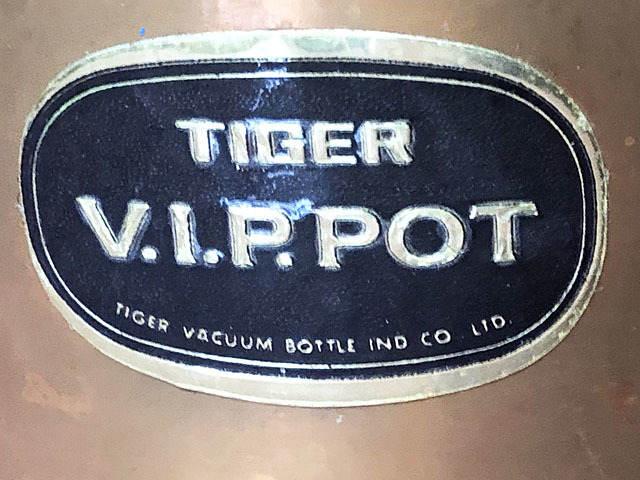 TIGER
V.I.P. POT
TIGER VACUUM BOTTLE IND CO. LTD.